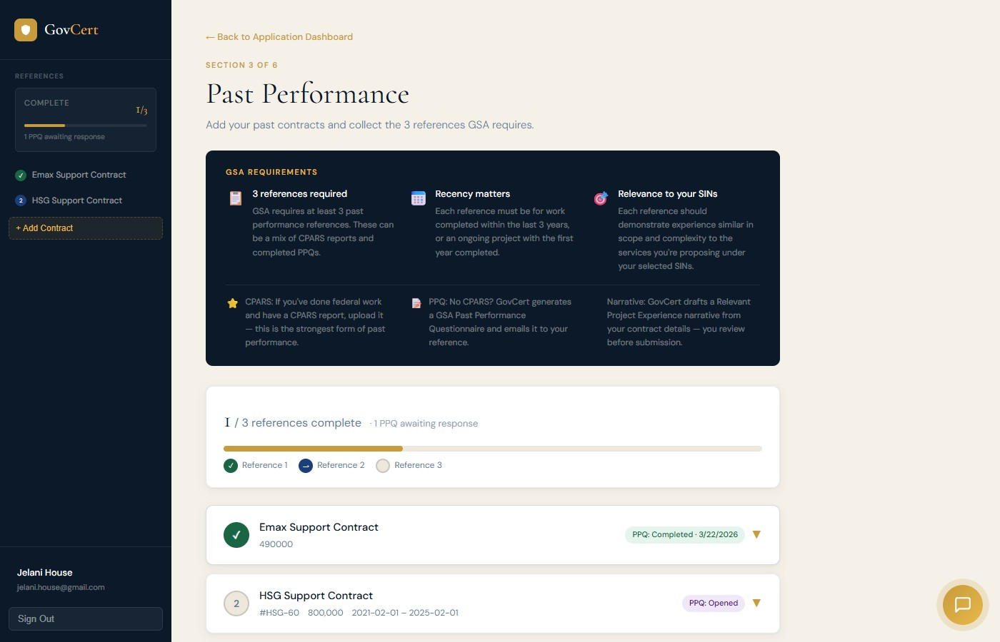 GovCert
REFERENCES
COMPLETE
1/3
1 PPQ awaiting response
✓ Emax Support Contract
2 HSG Support Contract
+ Add Contract
Jelani House
jelani.house@gmail.com
Sign Out
← Back to Application Dashboard
SECTION 3 OF 6
Past Performance
Add your past contracts and collect the 3 references GSA requires.
GSA REQUIREMENTS
3 references required
GSA requires at least 3 past
performance references. These can
be a mix of CPARS reports and
completed PPQs.
Recency matters
Each reference must be for work
completed within the last 3 years,
or an ongoing project with the first
year completed.
Relevance to your SINs
Each reference should
demonstrate experience similar in
scope and complexity to the
services you're proposing under
your selected SINs.
CPARS: If you've done federal work
and have a CPARS report, upload it
— this is the strongest form of past
performance.
PPQ: No CPARS? GovCert generates
a GSA Past Performance
Questionnaire and emails it to your
reference.
Narrative: GovCert drafts a Relevant
Project Experience narrative from
your contract details — you review
before submission.
1 / 3 references complete · 1 PPQ awaiting response
✓ Reference 1 → Reference 2 Reference 3
✓ Emax Support Contract
490000
PPQ: Completed · 3/22/2026 ▼
2 HSG Support Contract
#HSG-60 800,000 2021-02-01 – 2025-02-01
PPQ: Opened ▼